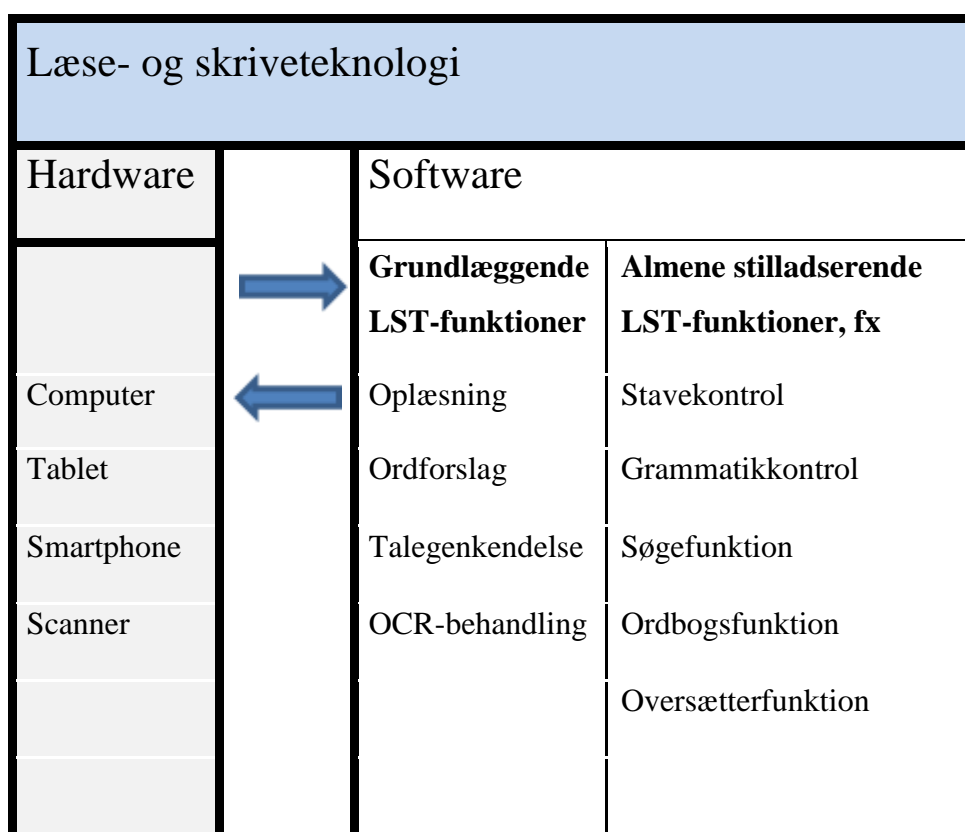 Læse- og skriveteknologi
Hardware
Software
Grundlæggende
LST-funktioner
Almene stilladserende
LST-funktioner, fx
Computer
Oplæsning
Stavekontrol
Tablet
Ordforslag
Grammatikkontrol
Smartphone
Talegenkendelse
Søgefunktion
Scanner
OCR-behandling
Ordbogsfunktion
Oversætterfunktion